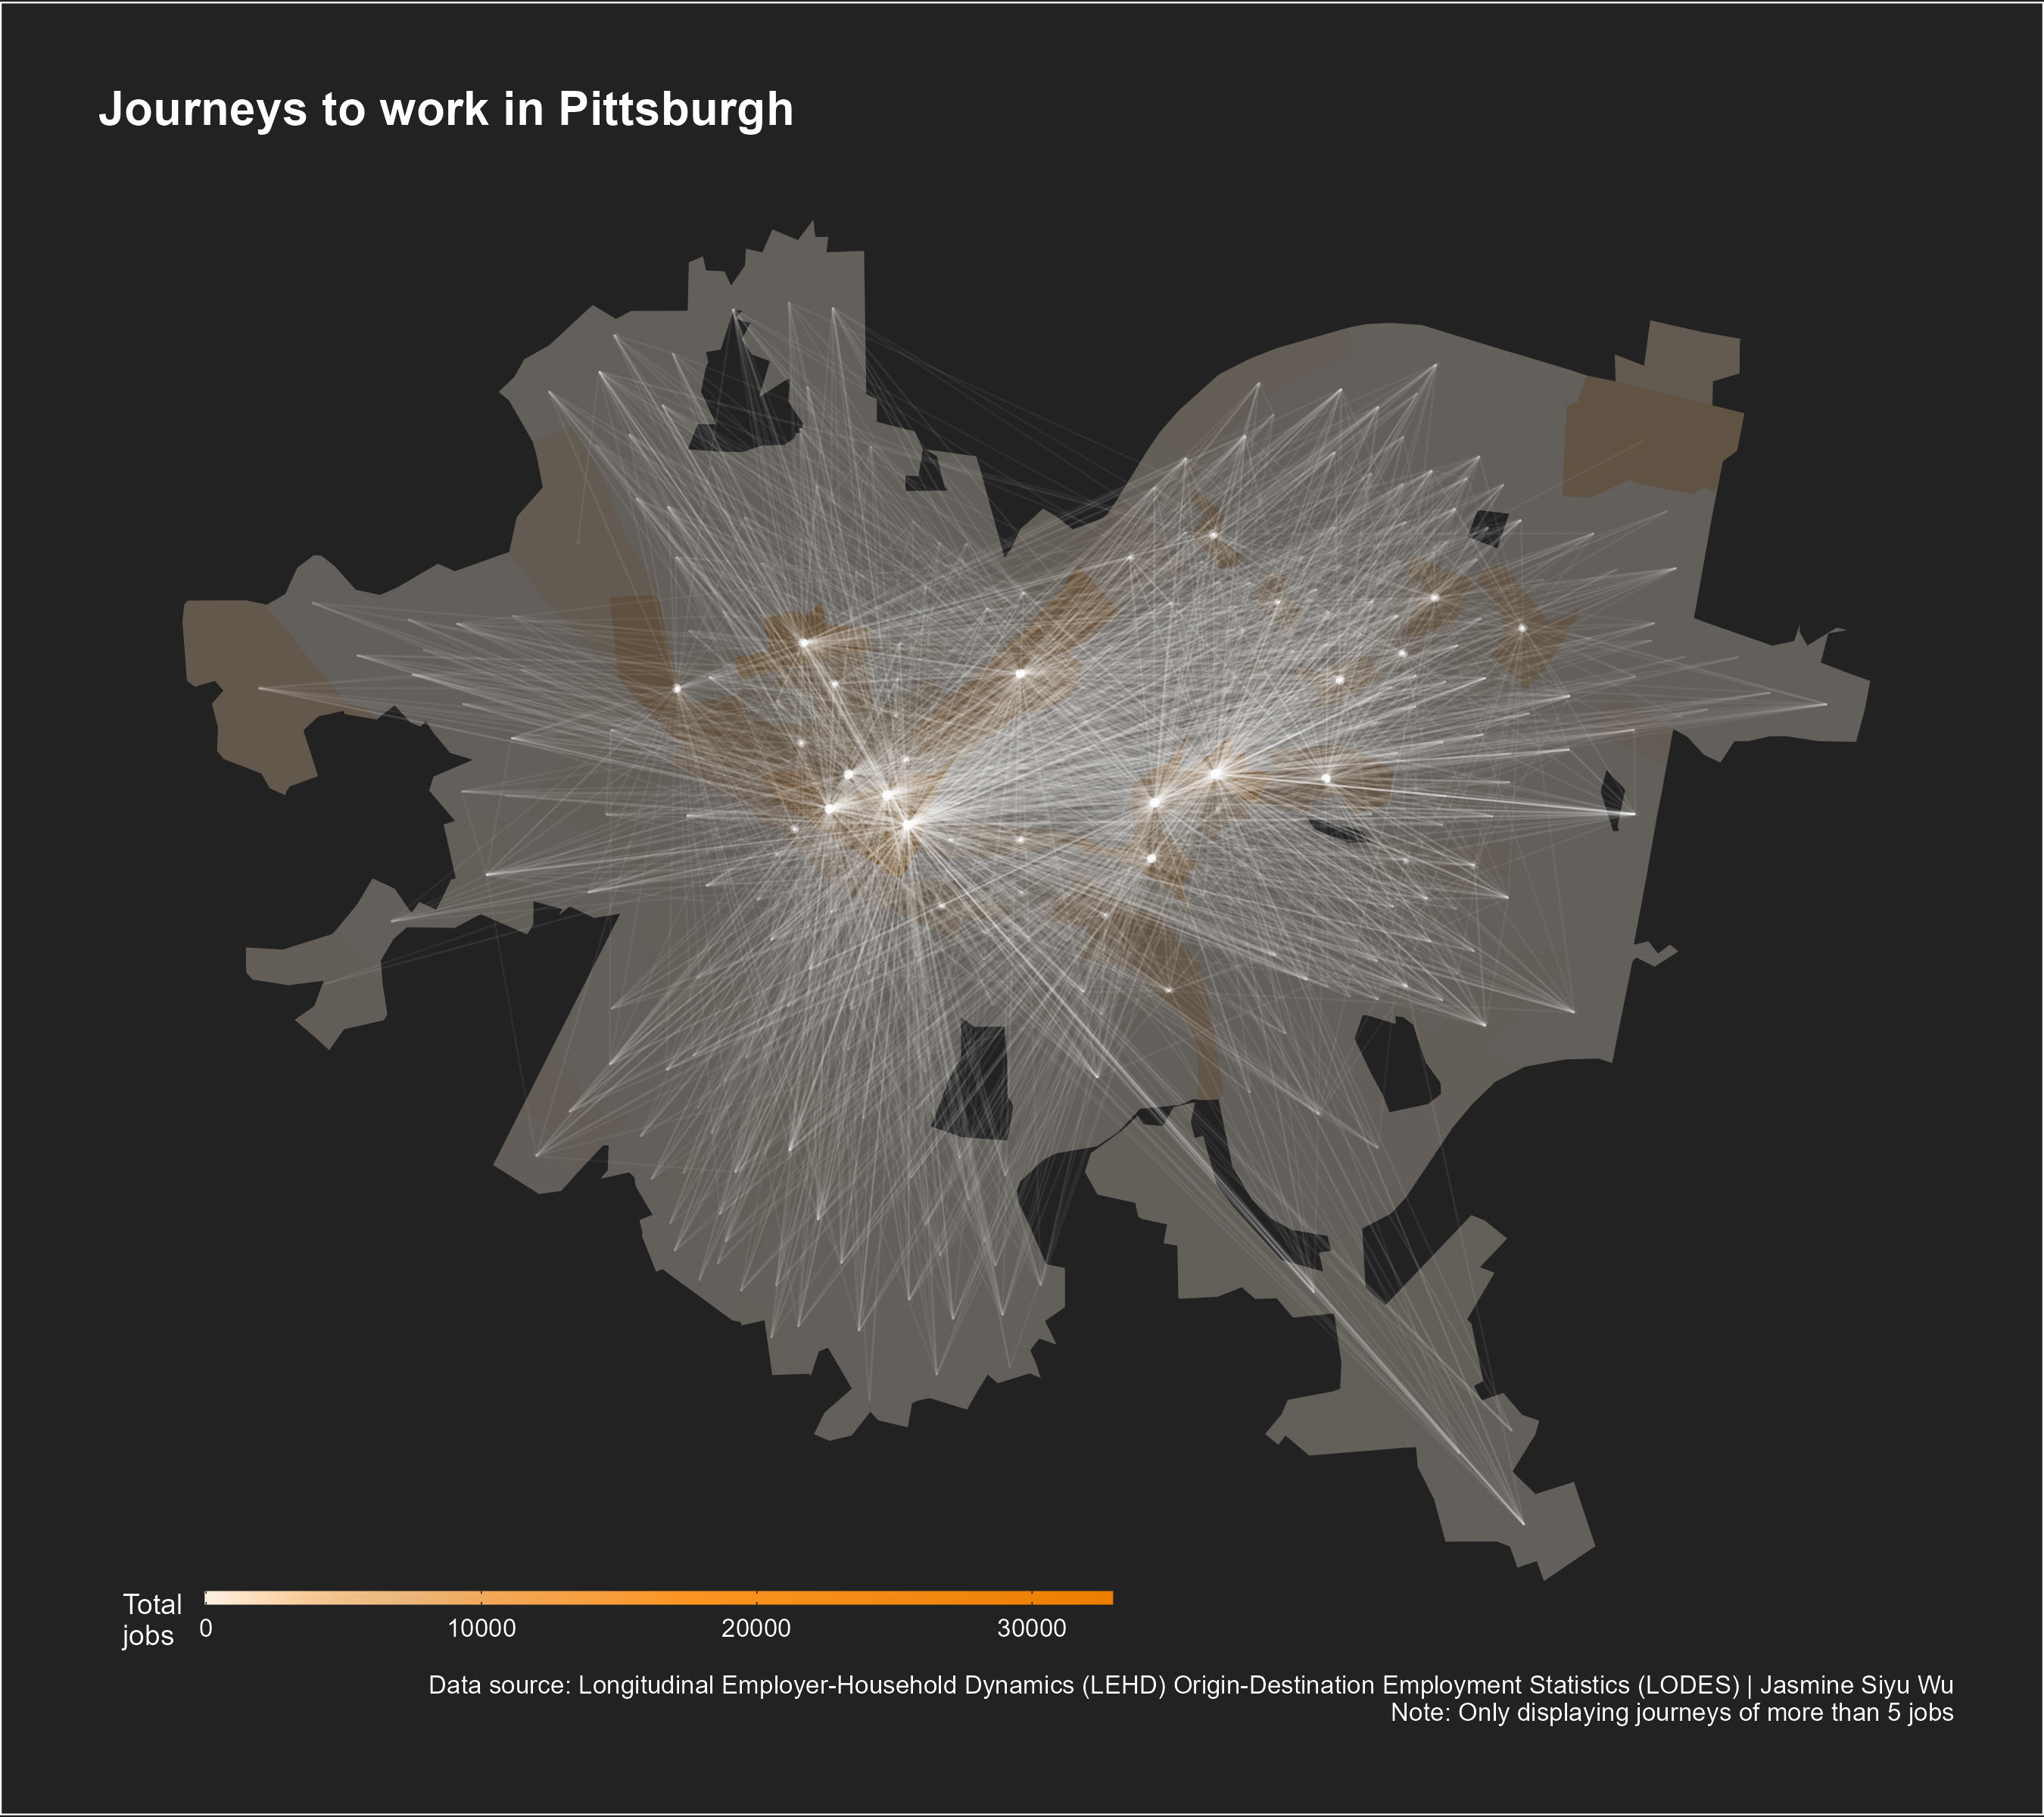 Journeys to work in Pittsburgh
Total
jobs
0 10000 20000 30000
Data source: Longitudinal Employer-Household Dynamics (LEHD) Origin-Destination Employment Statistics (LODES) | Jasmine Siyu Wu
Note: Only displaying journeys of more than 5 jobs